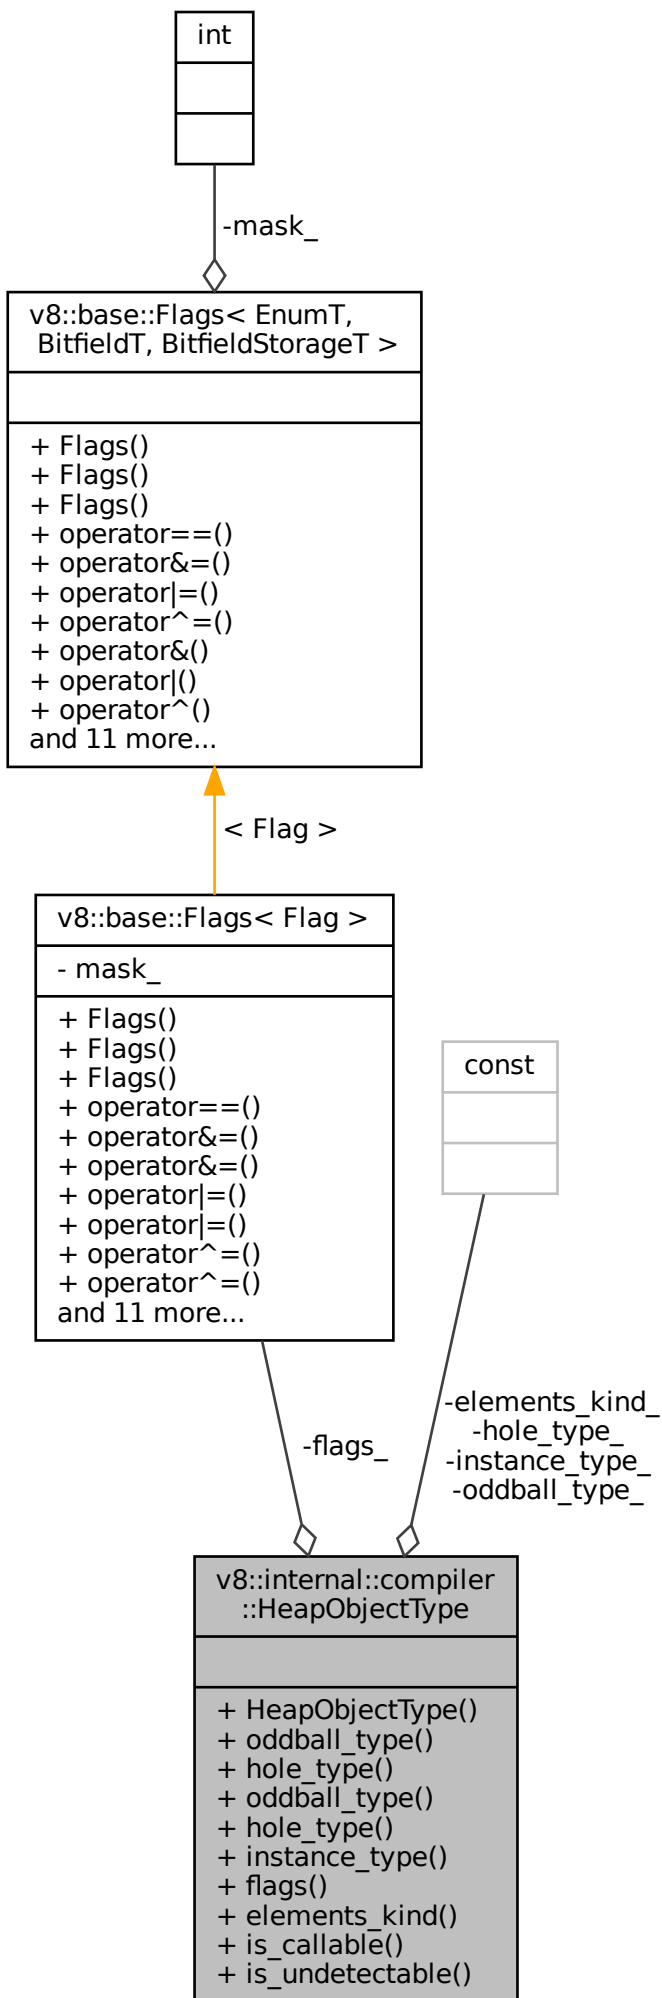 int
-mask_
v8::base::Flags< EnumT,
BitfieldT, BitfieldStorageT >
+ Flags()
+ Flags()
+ Flags()
+ operator==()
+ operator&=()
+ operator|=()
+ operator^=()
+ operator&()
+ operator|()
+ operator^()
and 11 more...
< Flag >
v8::base::Flags< Flag >
- mask_
+ Flags()
+ Flags()
+ Flags()
+ operator==()
+ operator&=()
+ operator&=()
+ operator|=()
+ operator|=()
+ operator^=()
+ operator^=()
and 11 more...
const
-flags_
-elements_kind_
-hole_type_
-instance_type_
-oddball_type_
v8::internal::compiler
::HeapObjectType
+ HeapObjectType()
+ oddball_type()
+ hole_type()
+ oddball_type()
+ hole_type()
+ instance_type()
+ flags()
+ elements_kind()
+ is_callable()
+ is_undetectable()